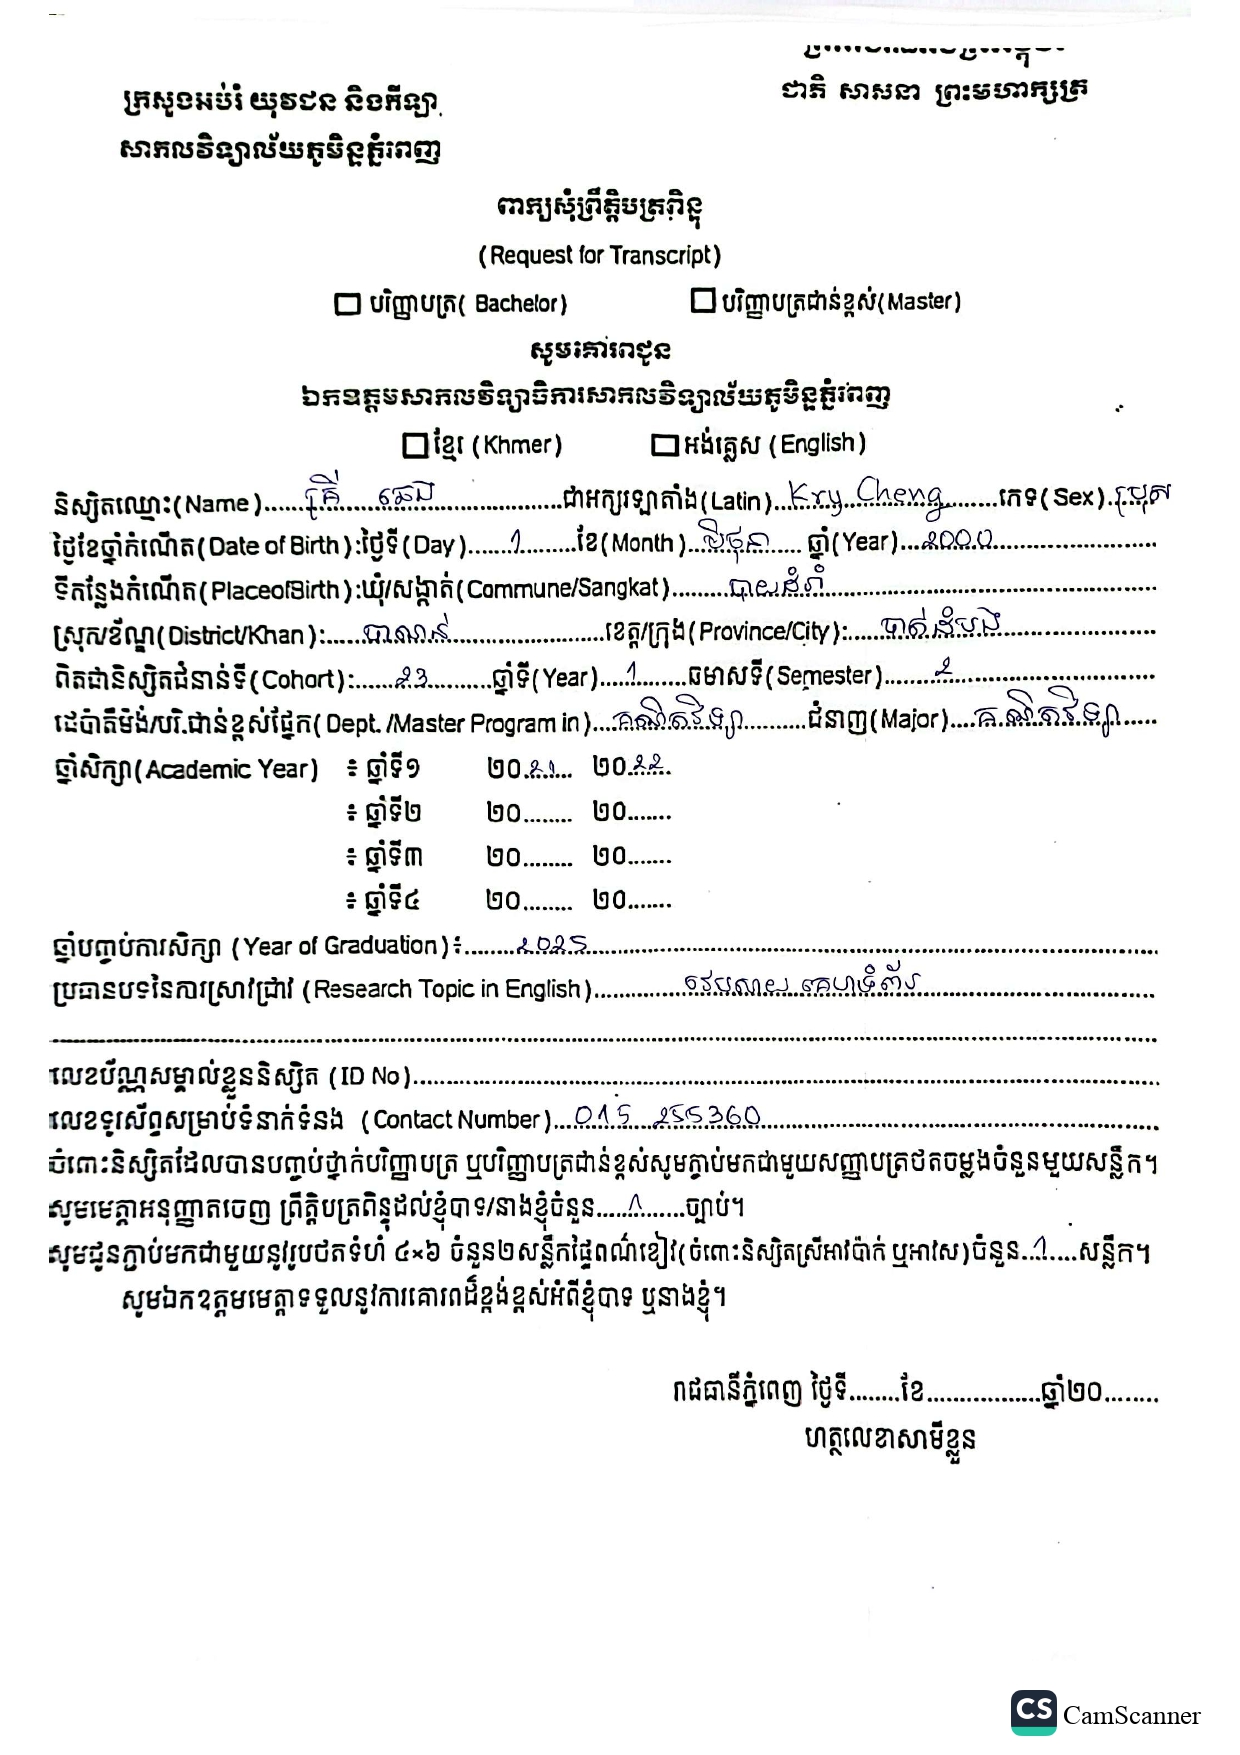 ជាតិ សាសនា ព្រះមហាក្សត្រ
ក្រសួងអប់រំ យុវជន និងកីឡា
សាកលវិទ្យាល័យភូមិន្ទភ្នំពេញ
ពាក្យសុំព្រឹត្តិបត្រពិន្ទុ
(Request for Transcript)
បរិញ្ញាបត្រ( Bachelor) បរិញ្ញាបត្រជាន់ខ្ពស់(Master)
សូមគោរពជូន
ឯកឧត្តមសាកលវិទ្យាធិការសាកលវិទ្យាល័យភូមិន្ទភ្នំពេញ
ខ្មែរ (Khmer) អង់គ្លេស (English)
និស្សិតឈ្មោះ(Name)......គ្រី ឆេង......ជាអក្សរឡាតាំង(Latin)...Kry Cheng......ភេទ(Sex).ប្រុស
ថ្ងៃខែឆ្នាំកំណើត(Date of Birth):ថ្ងៃទី(Day)......1......ខែ(Month)...មិថុនា... ឆ្នាំ(Year)...2000......
ទីកន្លែងកំណើត(PlaceofBirth):ឃុំ/សង្កាត់(Commune/Sangkat)......បាយដំរាំ......
ស្រុក/ខ័ណ្ឌ(District/Khan):......បាណន់......ខេត្ត/ក្រុង(Province/City):......បាត់ដំបង......
ពិតជានិស្សិតជំនាន់ទី(Cohort):......23......ឆ្នាំទី(Year)...1...ឆមាសទី(Semester)......2......
ដេប៉ាតឺម៉ង់/បរិ.ជាន់ខ្ពស់ផ្នែក( Dept. /Master Program in)...គណិតវិទ្យា......ជំនាញ(Major)...គណិតវិទ្យា...
ឆ្នាំសិក្សា(Academic Year) ៖ ឆ្នាំទី១ ២០.21... ២០.22.
៖ ឆ្នាំទី២ ២០........ ២០.......
៖ ឆ្នាំទី៣ ២០........ ២០.......
៖ ឆ្នាំទី៤ ២០........ ២០.......
ឆ្នាំបញ្ចប់ការសិក្សា (Year of Graduation)៖......2025......
ប្រធានបទនៃការស្រាវជ្រាវ (Research Topic in English)......គេហទំព័រ......
លេខប័ណ្ណសម្គាល់ខ្លួននិស្សិត (ID No)......
លេខទូរស័ព្ទសម្រាប់ទំនាក់ទំនង (Contact Number)...015 255360......
ចំពោះនិស្សិតដែលបានបញ្ចប់ថ្នាក់បរិញ្ញាបត្រ ឬបរិញ្ញាបត្រជាន់ខ្ពស់សូមភ្ជាប់មកជាមួយសញ្ញាបត្រថតចម្លងចំនួនមួយសន្លឹក។
សូមមេត្តាអនុញ្ញាតចេញ ព្រឹត្តិបត្រពិន្ទុដល់ខ្ញុំបាទ/នាងខ្ញុំចំនួន......1......ច្បាប់។
សូមជូនភ្ជាប់មកជាមួយនូវរូបថតទំហំ ៤×៦ ចំនួន២សន្លឹកផ្ទៃពណ៌ខៀវ(ចំពោះនិស្សិតស្រីអាវប៉ាក់ ឬអាវស)ចំនួន..1....សន្លឹក។
សូមឯកឧត្តមមេត្តាទទួលនូវការគោរពដ៏ខ្ពង់ខ្ពស់អំពីខ្ញុំបាទ ឬនាងខ្ញុំ។
រាជធានីភ្នំពេញ ថ្ងៃទី........ខែ.................ឆ្នាំ២០........
ហត្ថលេខាសាមីខ្លួន
CS CamScanner